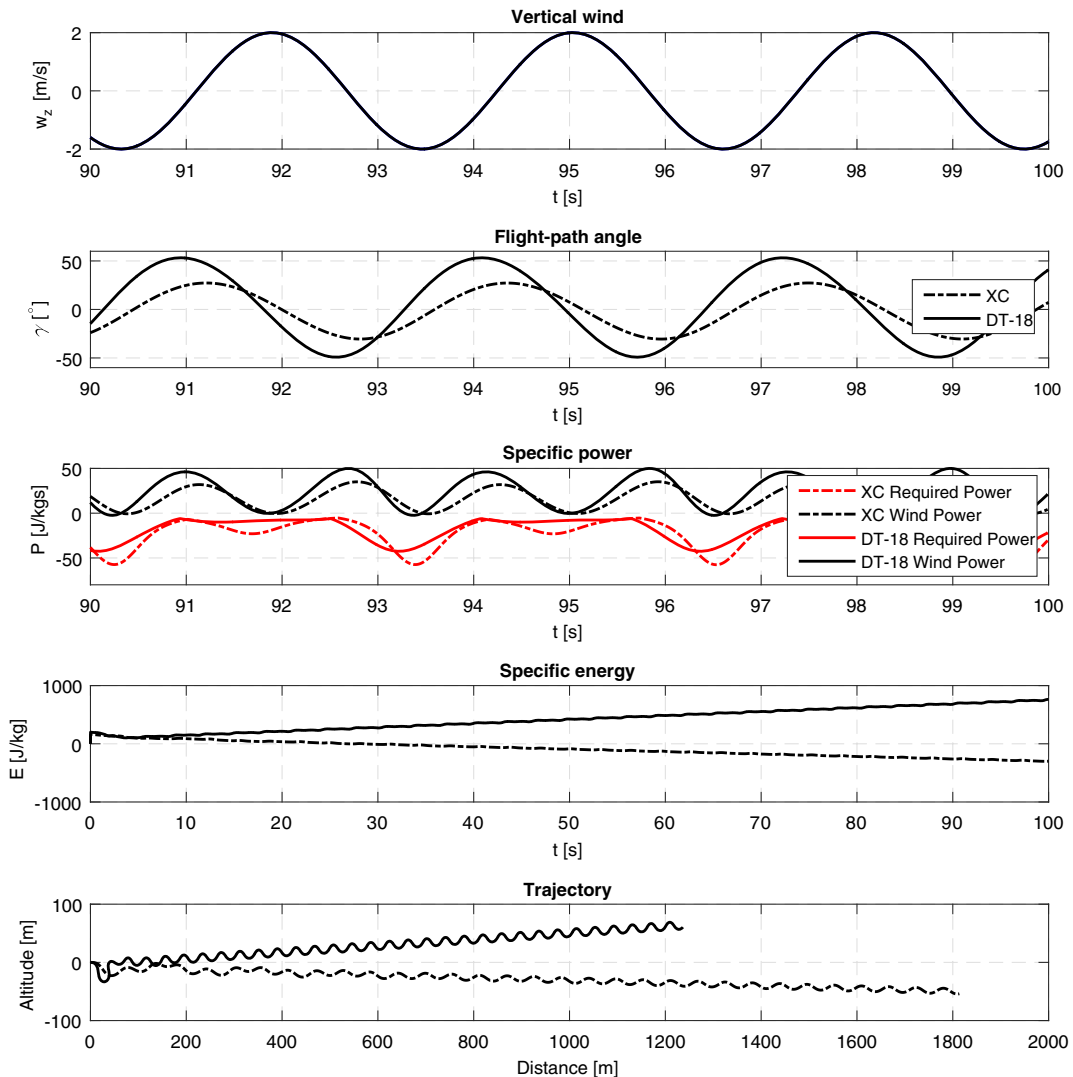 Vertical wind
w_z [m/s]
2
0
-2
90 91 92 93 94 95 96 97 98 99 100
t [s]
Flight-path angle
γ [°]
50
0
-50
XC
DT-18
90 91 92 93 94 95 96 97 98 99 100
t [s]
Specific power
P [J/kgs]
50
0
-50
XC Required Power
XC Wind Power
DT-18 Required Power
DT-18 Wind Power
90 91 92 93 94 95 96 97 98 99 100
t [s]
Specific energy
E [J/kg]
1000
0
-1000
0 10 20 30 40 50 60 70 80 90 100
t [s]
Trajectory
Altitude [m]
100
0
-100
0 200 400 600 800 1000 1200 1400 1600 1800 2000
Distance [m]